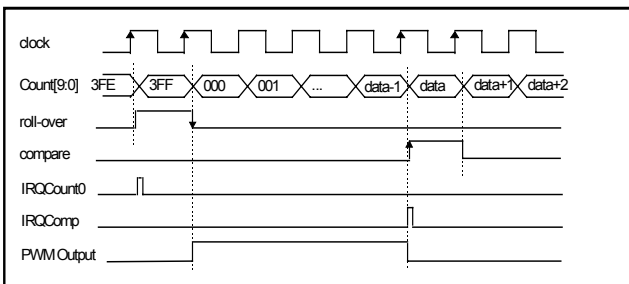 clock
Count[9:0] 3FE 3FF 000 001 ... data-1 data data+1 data+2
roll-over
compare
IRQCount0
IRQComp
PWM Output